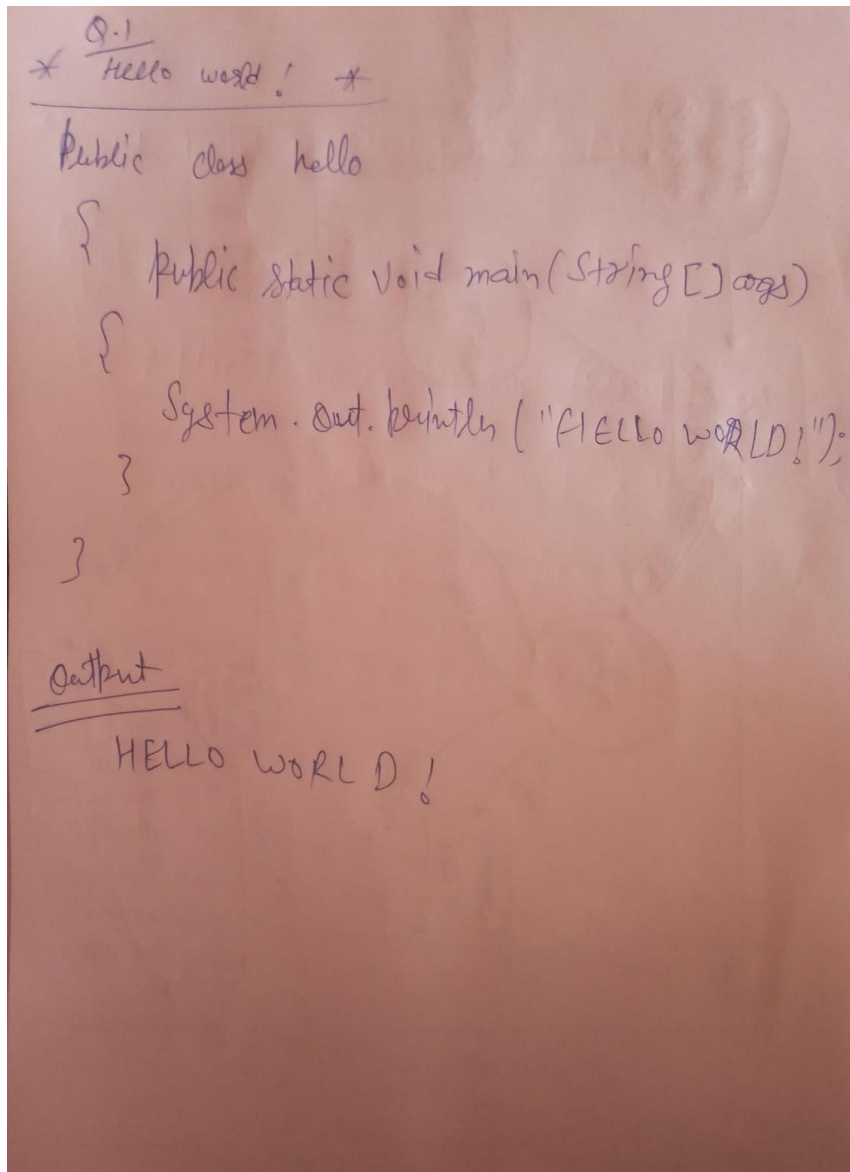 Q.1
* Hello world! *
Public class hello
{
public static void main(String[] args)
{
System.out.println("HELLO WORLD!");
}
}
Output
HELLO WORLD!